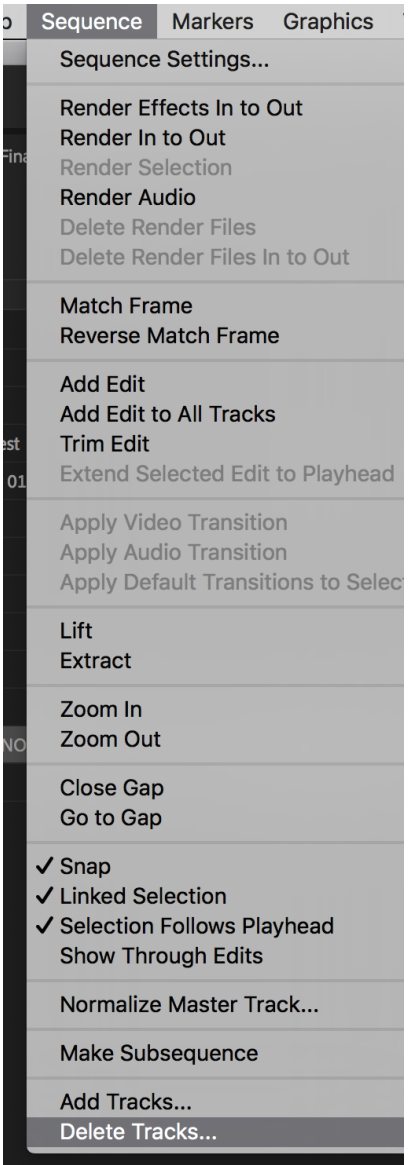 Sequence Markers Graphics
Sequence Settings...
Render Effects In to Out
Render In to Out
Render Selection
Render Audio
Delete Render Files
Delete Render Files In to Out
Match Frame
Reverse Match Frame
Add Edit
Add Edit to All Tracks
Trim Edit
Extend Selected Edit to Playhead
01
Apply Video Transition
Apply Audio Transition
Apply Default Transitions to
Lift
Extract
Zoom In
Zoom Out
Close Gap
Go to Gap
Snap
Linked Selection
Selection Follows Playhead
Show Through Edits
Normalize Master Track...
Make Subsequence
Add Tracks...
Delete Tracks...